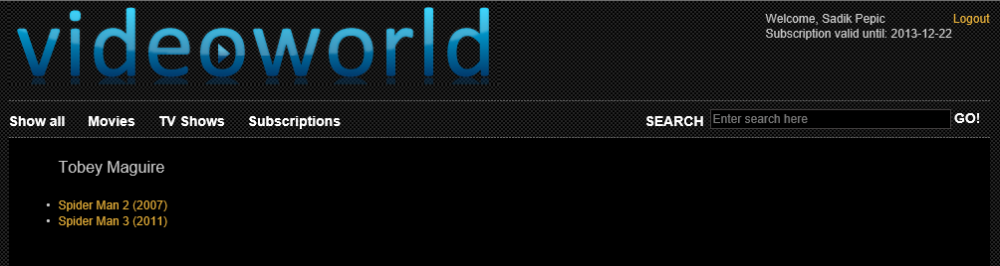 videoworld
Welcome, Sadik Pepic Logout
Subscription valid until: 2013-12-22
Show all Movies TV Shows Subscriptions SEARCH Enter search here GO!
Tobey Maguire
• Spider Man 2 (2007)
• Spider Man 3 (2011)